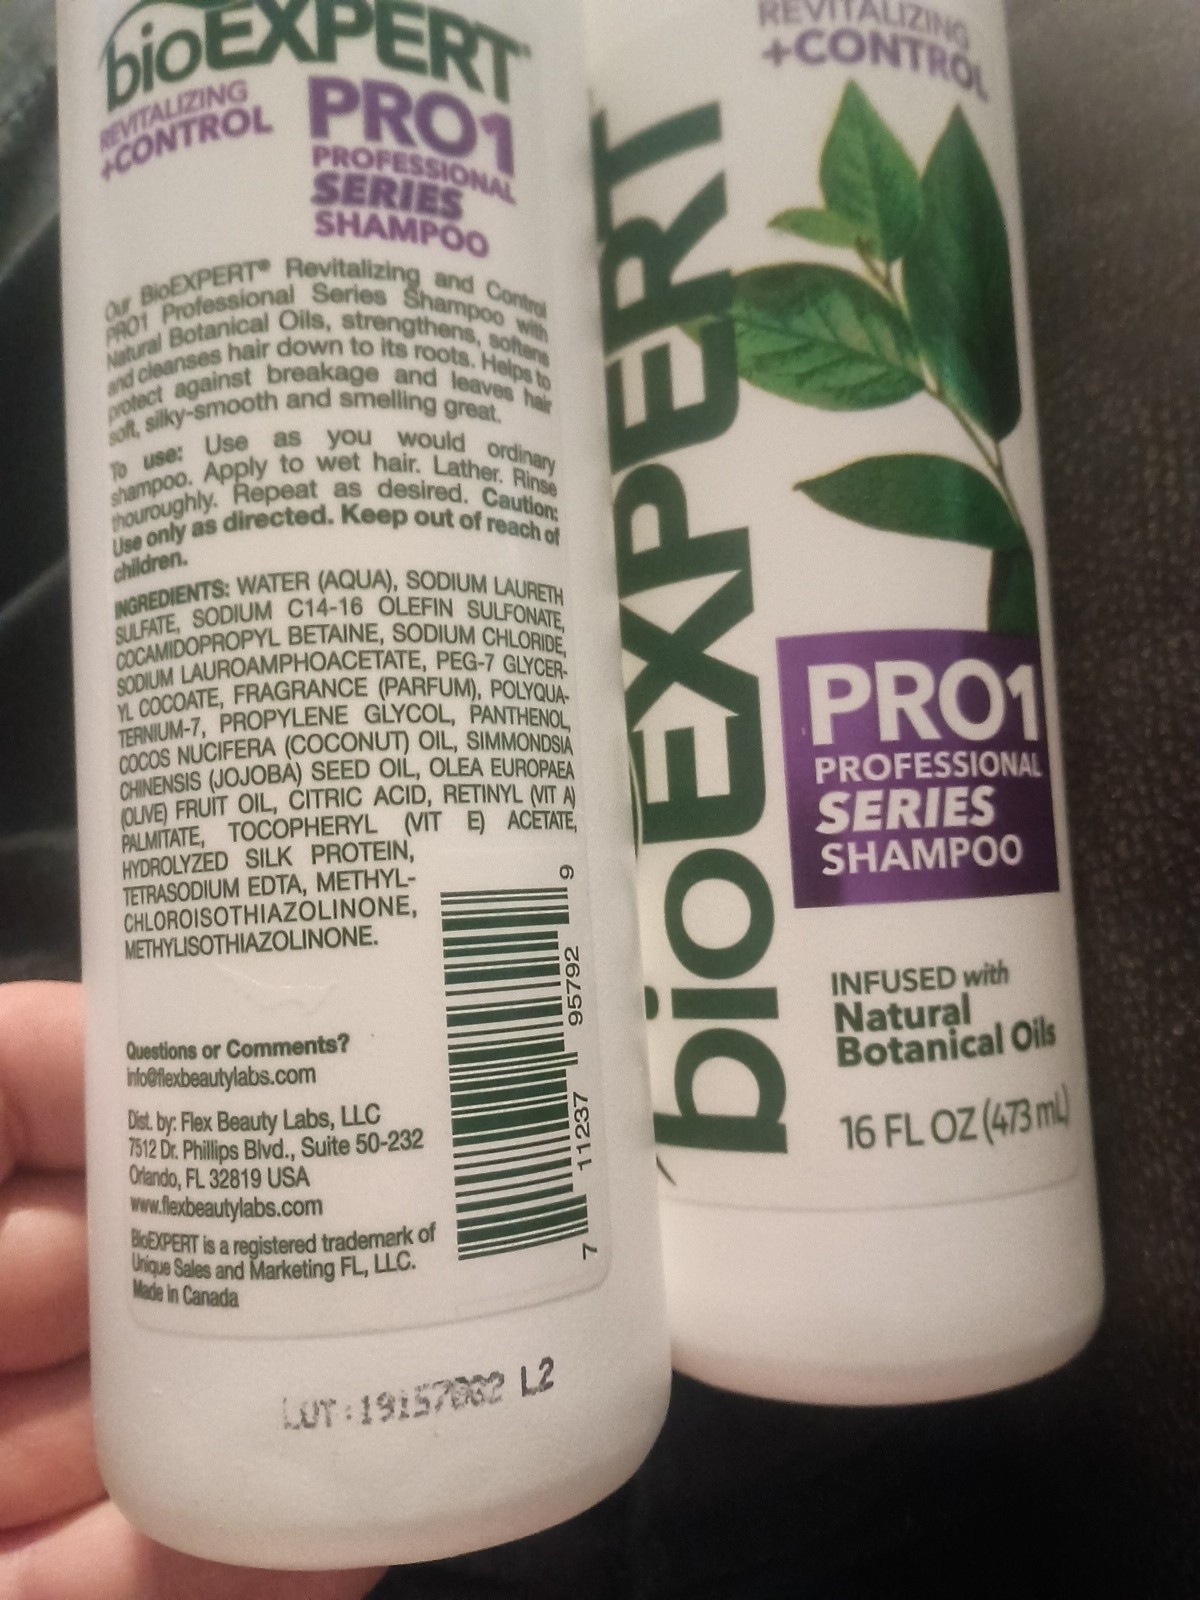 bioEXPERT
REVITALIZING
+CONTROL
PRO1
PROFESSIONAL
SERIES
SHAMPOO
Our BioEXPERT® Revitalizing and Control
PRO1 Professional Series Shampoo with
Natural Botanical Oils, strengthens, softens
and cleanses hair down to its roots. Helps to
protect against breakage and leaves hair
soft, silky-smooth and smelling great.
To use: Use as you would ordinary
shampoo. Apply to wet hair. Lather. Rinse
thouroughly. Repeat as desired. Caution:
Use only as directed. Keep out of reach of
children.
INGREDIENTS: WATER (AQUA), SODIUM LAURETH
SULFATE, SODIUM C14-16 OLEFIN SULFONATE,
COCAMIDOPROPYL BETAINE, SODIUM CHLORIDE,
SODIUM LAUROAMPHOACETATE, PEG-7 GLYCER-
YL COCOATE, FRAGRANCE (PARFUM), POLYQUA-
TERNIUM-7, PROPYLENE GLYCOL, PANTHENOL,
COCOS NUCIFERA (COCONUT) OIL, SIMMONDSIA
CHINENSIS (JOJOBA) SEED OIL, OLEA EUROPAEA
(OLIVE) FRUIT OIL, CITRIC ACID, RETINYL (VIT A)
PALMITATE, TOCOPHERYL (VIT E) ACETATE,
HYDROLYZED SILK PROTEIN,
TETRASODIUM EDTA, METHYL-
CHLOROISOTHIAZOLINONE,
METHYLISOTHIAZOLINONE.
Questions or Comments?
info@flexbeautylabs.com
Dist. by: Flex Beauty Labs, LLC
7512 Dr. Phillips Blvd., Suite 50-232
Orlando, FL 32819 USA
www.flexbeautylabs.com
BioEXPERT is a registered trademark of
Unique Sales and Marketing FL, LLC.
Made in Canada
7 11237 95792 9
LOT:19157002 L2
REVITALIZING
+CONTROL
bioEXPERT
PRO1
PROFESSIONAL
SERIES
SHAMPOO
INFUSED with
Natural
Botanical Oils
16 FL OZ (473 mL)